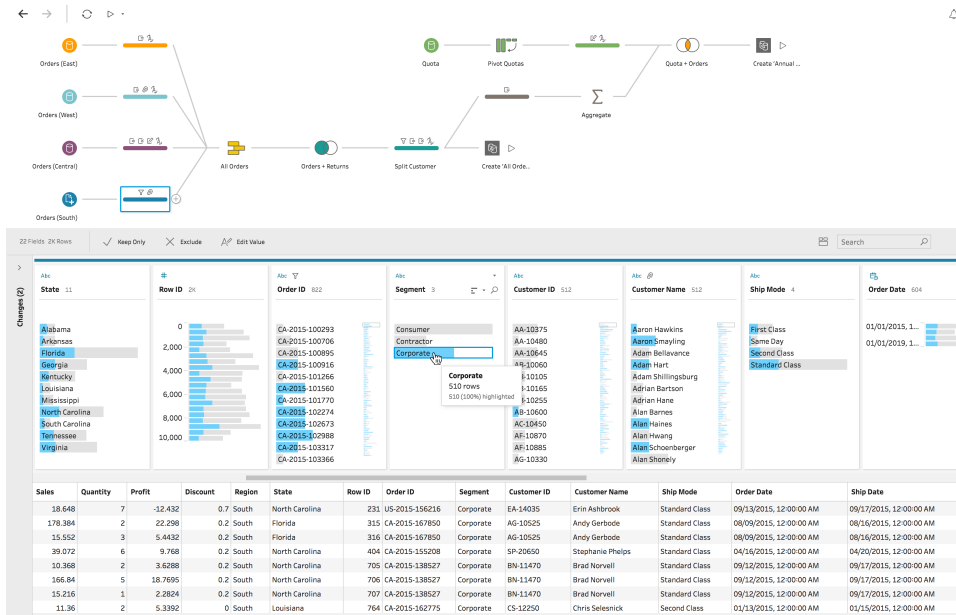 Orders (East)
Quota
Pivot Quotas
Quota + Orders
Create 'Annual ...
Orders (West)
Aggregate
Orders (Central)
All Orders
Orders + Returns
Split Customer
Create 'All Orde...
Orders (South)
22 Fields 2K Rows
Keep Only
Exclude
Edit Value
Search
Changes (2)
Abc
State 11
Alabama
Arkansas
Florida
Georgia
Kentucky
Louisiana
Mississippi
North Carolina
South Carolina
Tennessee
Virginia
#
Row ID 2K
0
2,000
4,000
6,000
8,000
10,000
Abc
Order ID 822
CA-2015-100293
CA-2015-100706
CA-2015-100895
CA-2015-100916
CA-2015-101266
CA-2015-101560
CA-2015-101770
CA-2015-102274
CA-2015-102673
CA-2015-102988
CA-2015-103317
CA-2015-103366
Abc
Segment 3
Consumer
Contractor
Corporate
Corporate
510 rows
510 (100%) highlighted
Abc
Customer ID 512
AA-10375
AA-10480
AA-10645
AB-10060
AB-10105
AB-10165
AB-10255
AB-10600
AC-10450
AF-10870
AF-10885
AG-10330
Abc
Customer Name 512
Aaron Hawkins
Aaron Smayling
Adam Bellavance
Adam Hart
Adam Shillingsburg
Adrian Bartson
Adrian Hane
Alan Barnes
Alan Haines
Alan Hwang
Alan Schoenberger
Alan Shonely
Abc
Ship Mode 4
First Class
Same Day
Second Class
Standard Class
Order Date 604
01/01/2015, 1...
01/01/2019, 1...
Sales Quantity Profit Discount Region State Row ID Order ID Segment Customer ID Customer Name Ship Mode Order Date Ship Date
18.648 7 -12.432 0.7 South North Carolina 231 US-2015-156216 Corporate EA-14035 Erin Ashbrook Standard Class 09/13/2015, 12:00:00 AM 09/17/2015, 12:00:00 AM
178.384 2 22.298 0.2 South Florida 315 CA-2015-167850 Corporate AG-10525 Andy Gerbode Standard Class 08/09/2015, 12:00:00 AM 08/16/2015, 12:00:00 AM
15.552 3 5.4432 0.2 South Florida 316 CA-2015-167850 Corporate AG-10525 Andy Gerbode Standard Class 08/09/2015, 12:00:00 AM 08/16/2015, 12:00:00 AM
39.072 6 9.768 0.2 South North Carolina 404 CA-2015-155208 Corporate SP-20650 Stephanie Phelps Standard Class 04/16/2015, 12:00:00 AM 04/20/2015, 12:00:00 AM
10.368 2 3.6288 0.2 South North Carolina 705 CA-2015-138527 Corporate BN-11470 Brad Norvell Standard Class 09/12/2015, 12:00:00 AM 09/17/2015, 12:00:00 AM
166.84 5 18.7695 0.2 South North Carolina 706 CA-2015-138527 Corporate BN-11470 Brad Norvell Standard Class 09/12/2015, 12:00:00 AM 09/17/2015, 12:00:00 AM
15.216 1 2.2824 0.2 South North Carolina 707 CA-2015-138527 Corporate BN-11470 Brad Norvell Standard Class 09/12/2015, 12:00:00 AM 09/17/2015, 12:00:00 AM
11.36 2 5.3392 0 South Louisiana 764 CA-2015-162775 Corporate CS-12250 Chris Selesnick Second Class 01/13/2015, 12:00:00 AM 01/15/2015, 12:00:00 AM